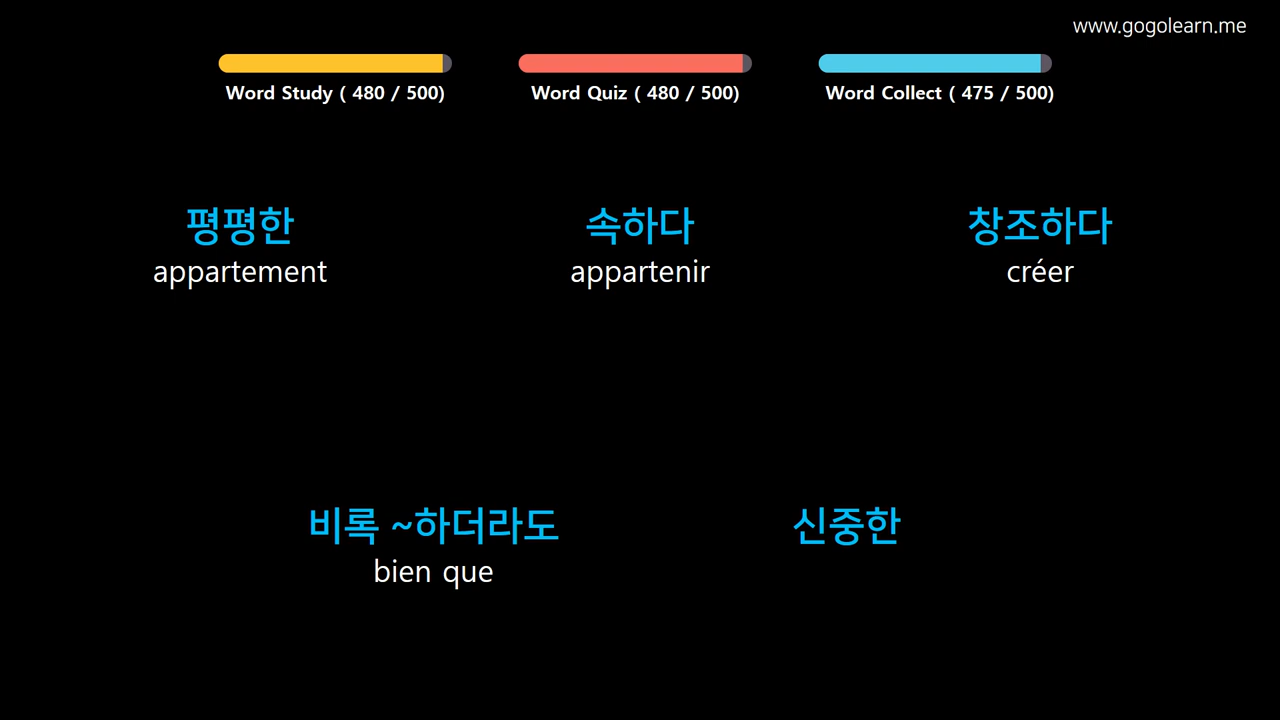 www.gogolearn.me
Word Study ( 480 / 500)
Word Quiz ( 480 / 500)
Word Collect ( 475 / 500)
평평한
appartement
속하다
appartenir
창조하다
créer
비록 ~하더라도
bien que
신중한